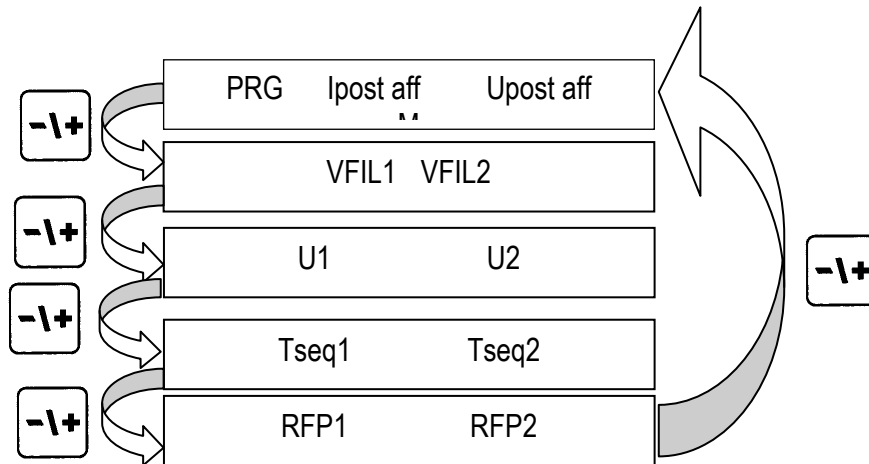 PRG Ipost aff Upost aff
-\+
VFIL1 VFIL2
-\+
U1 U2
-\+
-\+
Tseq1 Tseq2
-\+
RFP1 RFP2